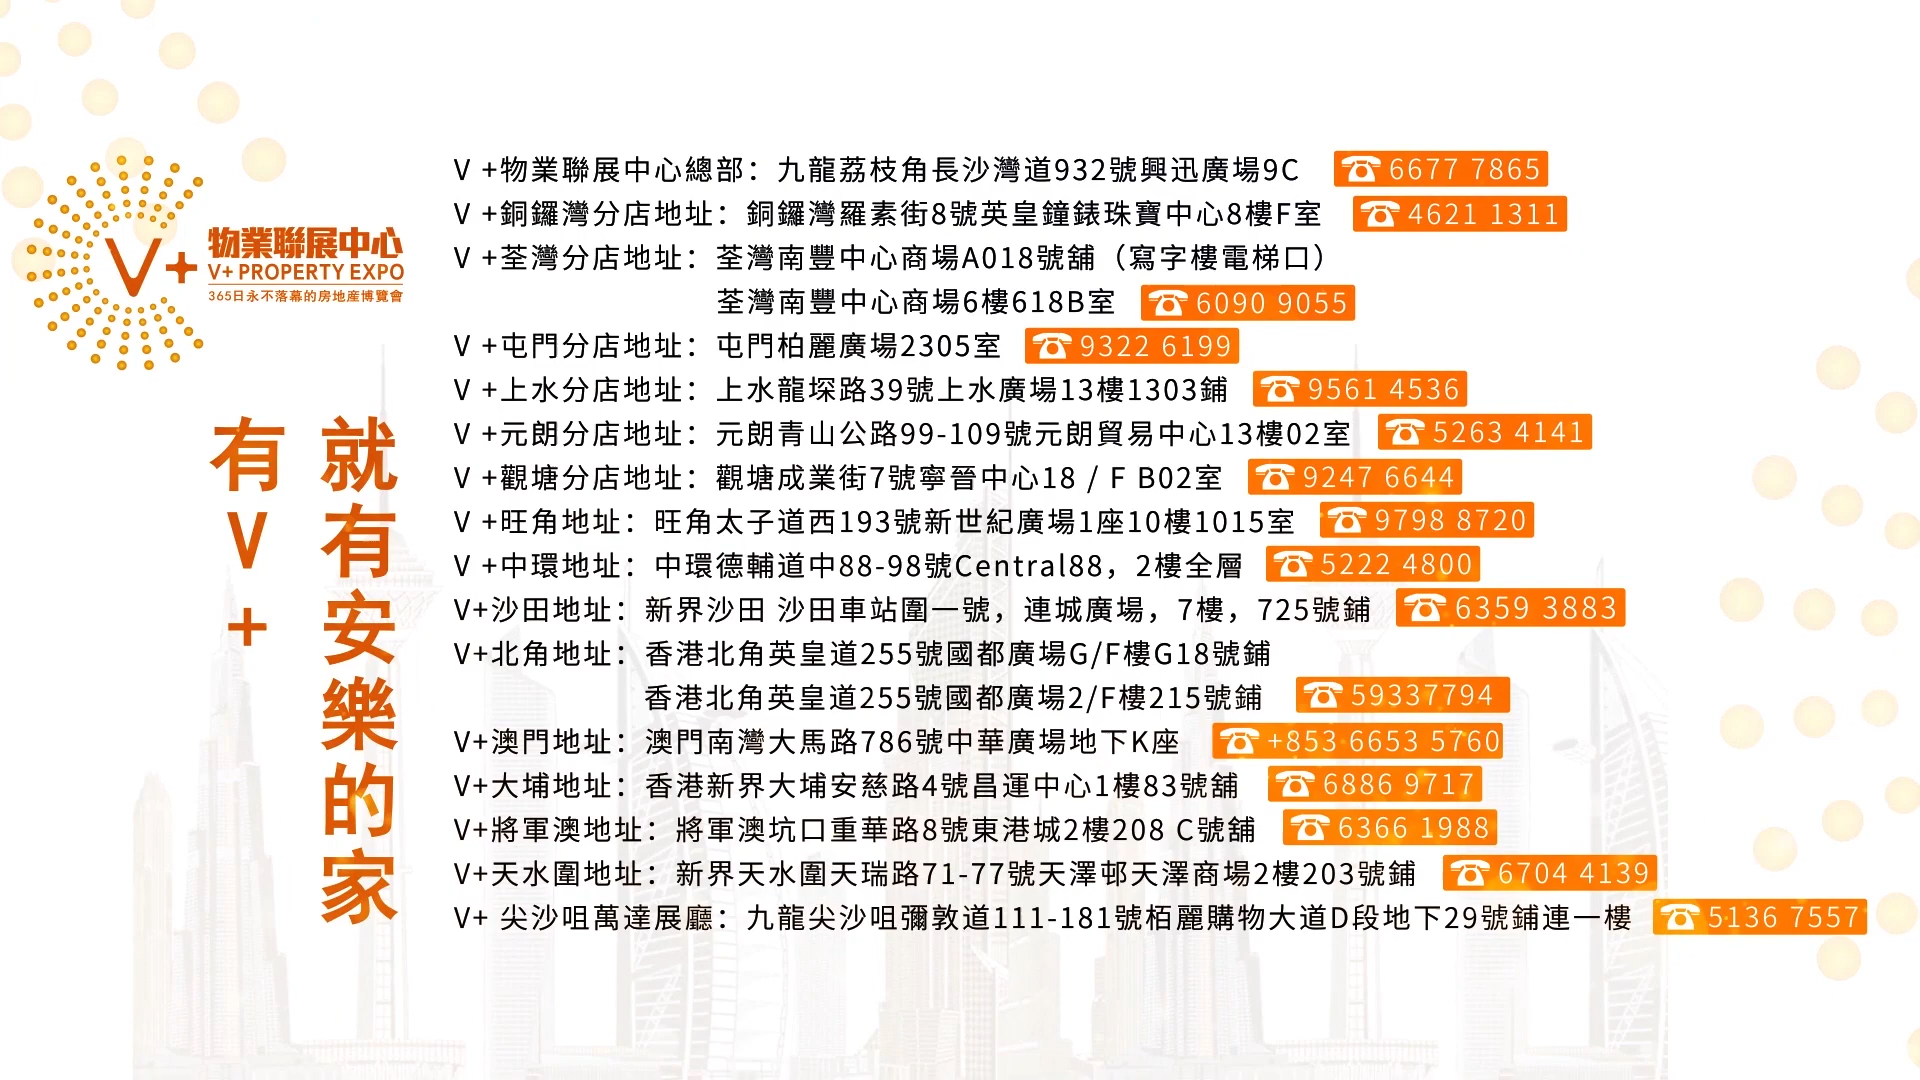 V+
物業聯展中心
V+ PROPERTY EXPO
365日永不落幕的房地産博覽會
有V+
就有安樂的家
V +物業聯展中心總部：九龍荔枝角長沙灣道932號興迅廣場9C ☎ 6677 7865
V +銅鑼灣分店地址：銅鑼灣羅素街8號英皇鐘錶珠寶中心8樓F室 ☎ 4621 1311
V +荃灣分店地址：荃灣南豐中心商場A018號舖（寫字樓電梯口）
荃灣南豐中心商場6樓618B室 ☎ 6090 9055
V +屯門分店地址：屯門柏麗廣場2305室 ☎ 9322 6199
V +上水分店地址：上水龍堔路39號上水廣場13樓1303鋪 ☎ 9561 4536
V +元朗分店地址：元朗青山公路99-109號元朗貿易中心13樓02室 ☎ 5263 4141
V +觀塘分店地址：觀塘成業街7號寧晉中心18 / F B02室 ☎ 9247 6644
V +旺角地址：旺角太子道西193號新世紀廣場1座10樓1015室 ☎ 9798 8720
V +中環地址：中環德輔道中88-98號Central88，2樓全層 ☎ 5222 4800
V+沙田地址：新界沙田 沙田車站圍一號，連城廣場，7樓，725號鋪 ☎ 6359 3883
V+北角地址：香港北角英皇道255號國都廣場G/F樓G18號鋪
香港北角英皇道255號國都廣場2/F樓215號鋪 ☎ 59337794
V+澳門地址：澳門南灣大馬路786號中華廣場地下K座 ☎ +853 6653 5760
V+大埔地址：香港新界大埔安慈路4號昌運中心1樓83號舖 ☎ 6886 9717
V+將軍澳地址：將軍澳坑口重華路8號東港城2樓208 C號舖 ☎ 6366 1988
V+天水圍地址：新界天水圍天瑞路71-77號天澤邨天澤商場2樓203號鋪 ☎ 6704 4139
V+ 尖沙咀萬達展廳：九龍尖沙咀彌敦道111-181號栢麗購物大道D段地下29號鋪連一樓 ☎ 5136 7557